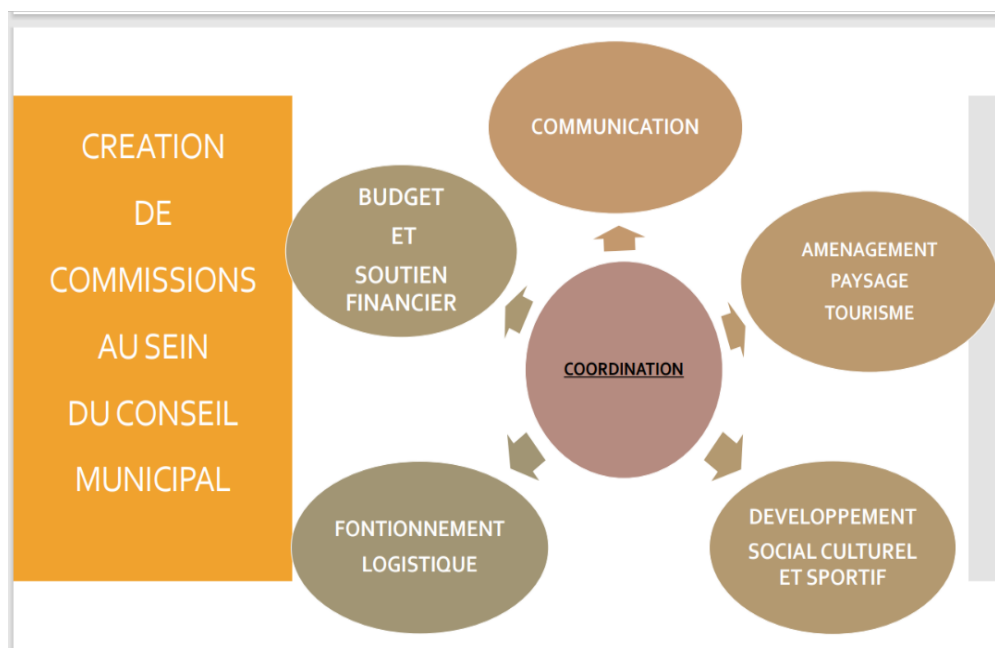 CREATION
DE
COMMISSIONS
AU SEIN
DU CONSEIL
MUNICIPAL
COMMUNICATION
BUDGET
ET
SOUTIEN
FINANCIER
AMENAGEMENT
PAYSAGE
TOURISME
COORDINATION
FONTIONNEMENT
LOGISTIQUE
DEVELOPPEMENT
SOCIAL CULTUREL
ET SPORTIF